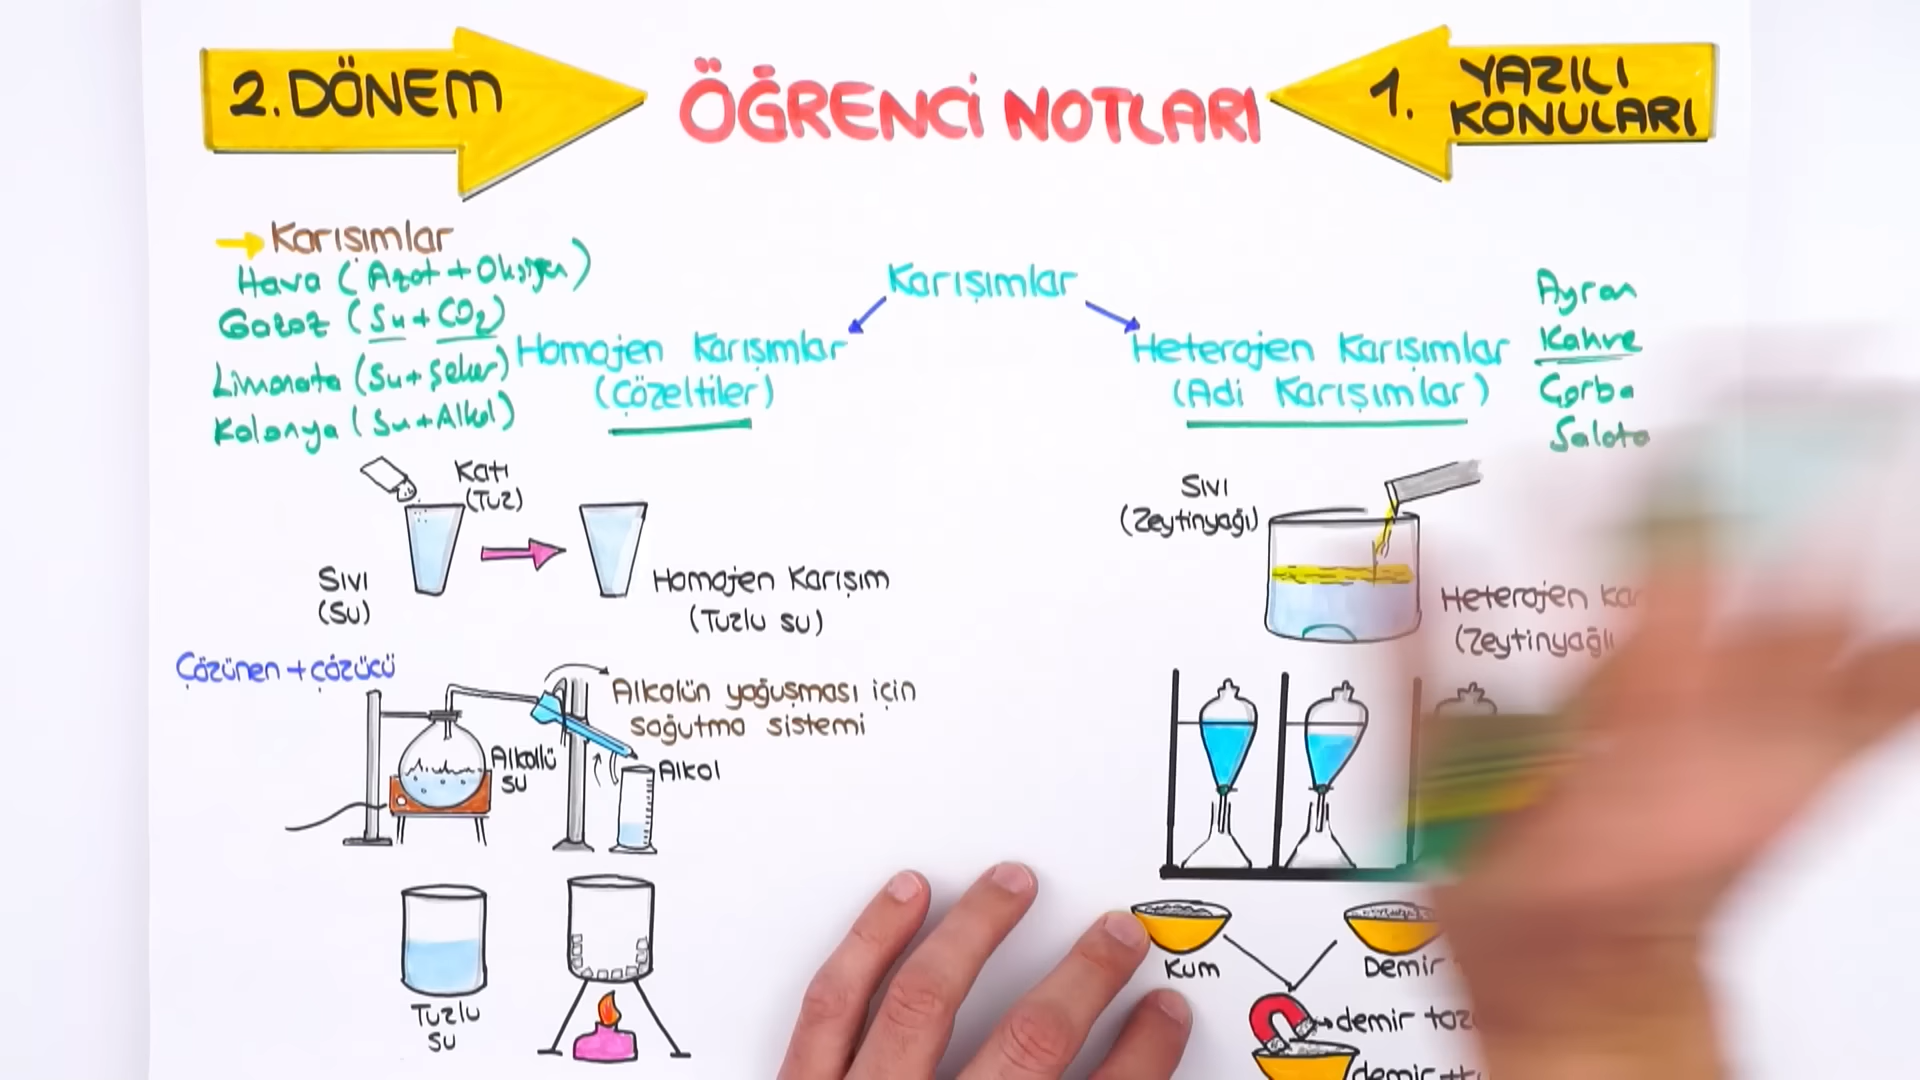 2. DÖNEM
ÖĞRENCİ NOTLARI
1. YAZILI
KONULARI
Karışımlar
Hava (Azot + Oksijen)
Gazoz (Su + CO2)
Limonata (Su + Şeker)
Kolonya (Su + Alkol)
Karışımlar
Homojen Karışımlar
(Çözeltiler)
Heterojen Karışımlar
(Adi Karışımlar)
Ayran
Kahve
Çorba
Salata
Katı
(Tuz)
Sıvı
(Su)
Homojen Karışım
(Tuzlu su)
Sıvı
(Zeytinyağı)
Heterojen
(Zeytinyağlı
Çözünen + çözücü
Alkolün yoğuşması için
soğutma sistemi
Alkollü
su
Alkol
Tuzlu
su
Kum
Demir
demir
demir